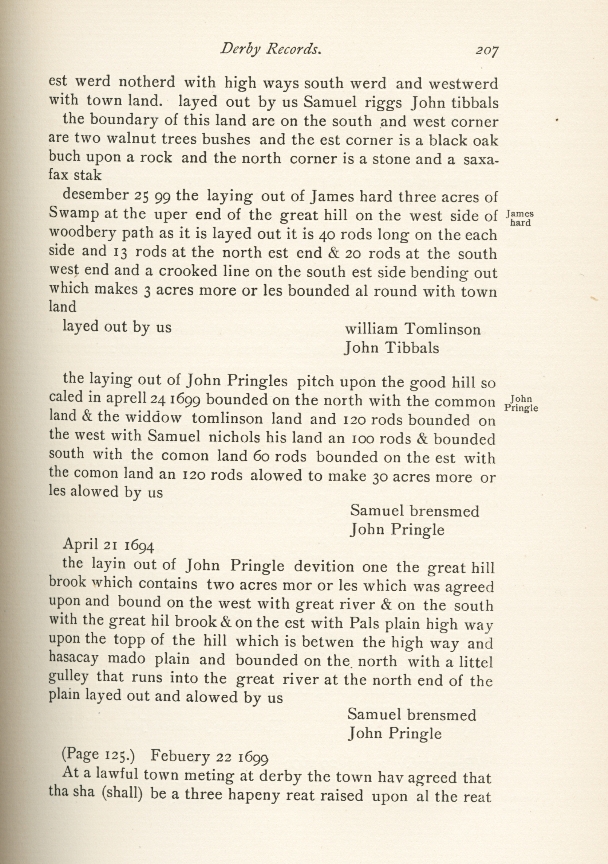 Derby Records. 207
est werd notherd with high ways south werd and westwerd
with town land. layed out by us Samuel riggs John tibbals
the boundary of this land are on the south and west corner
are two walnut trees bushes and the est corner is a black oak
buch upon a rock and the north corner is a stone and a saxa-
fax stak
desember 25 99 the laying out of James hard three acres of
Swamp at the uper end of the great hill on the west side of
James
hard
woodbery path as it is layed out it is 40 rods long on the each
side and 13 rods at the north est end & 20 rods at the south
west end and a crooked line on the south est side bending out
which makes 3 acres more or les bounded al round with town
land
layed out by us william Tomlinson
John Tibbals
the laying out of John Pringles pitch upon the good hill so
caled in aprell 24 1699 bounded on the north with the common
John
Pringle
land & the widdow tomlinson land and 120 rods bounded on
the west with Samuel nichols his land an 100 rods & bounded
south with the comon land 60 rods bounded on the est with
the comon land an 120 rods alowed to make 30 acres more or
les alowed by us
Samuel brensmed
John Pringle
April 21 1694
the layin out of John Pringle devition one the great hill
brook which contains two acres mor or les which was agreed
upon and bound on the west with great river & on the south
with the great hil brook & on the est with Pals plain high way
upon the topp of the hill which is betwen the high way and
hasacay mado plain and bounded on the north with a littel
gulley that runs into the great river at the north end of the
plain layed out and alowed by us
Samuel brensmed
John Pringle
(Page 125.) Febuery 22 1699
At a lawful town meting at derby the town hav agreed that
tha sha (shall) be a three hapeny reat raised upon al the reat